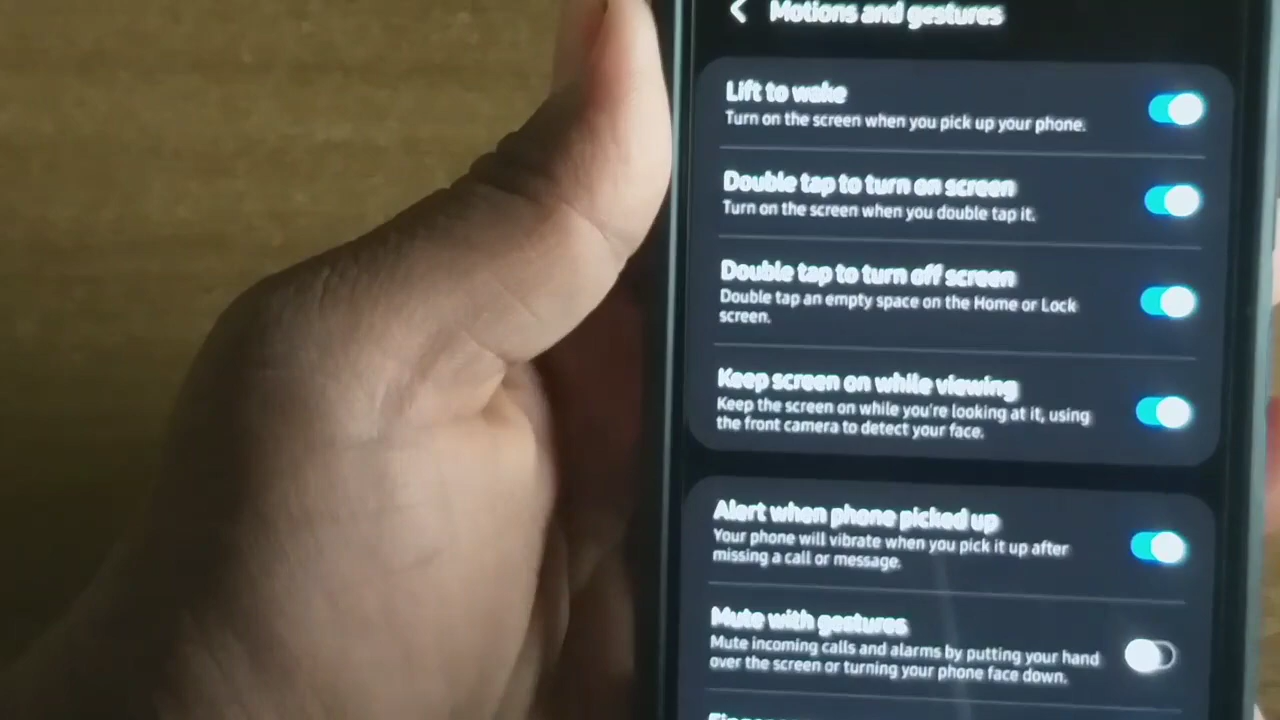 Motions and gestures
Lift to wake
Turn on the screen when you pick up your phone.
Double tap to turn on screen
Turn on the screen when you double tap it.
Double tap to turn off screen
Double tap an empty space on the Home or Lock
screen.
Keep screen on while viewing
Keep the screen on while you're looking at it, using
the front camera to detect your face.
Alert when phone picked up
Your phone will vibrate when you pick it up after
missing a call or message.
Mute with gestures
Mute incoming calls and alarms by putting your hand
over the screen or turning your phone face down.